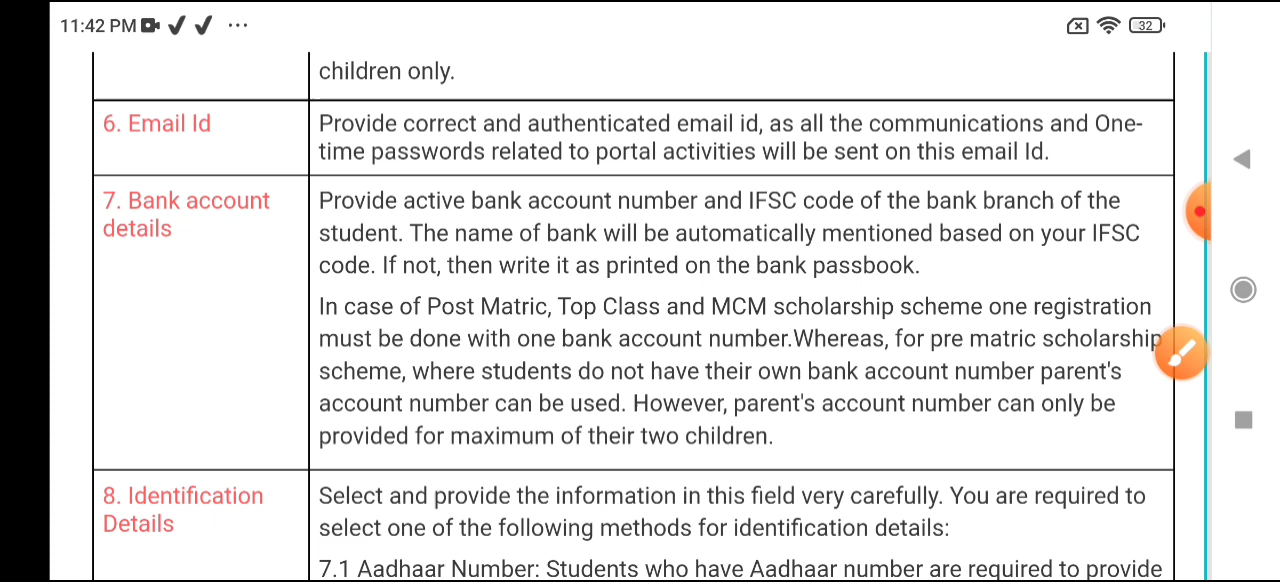 11:42 PM
32
children only.
6. Email Id
Provide correct and authenticated email id, as all the communications and One-
time passwords related to portal activities will be sent on this email Id.
7. Bank account
details
Provide active bank account number and IFSC code of the bank branch of the
student. The name of bank will be automatically mentioned based on your IFSC
code. If not, then write it as printed on the bank passbook.
In case of Post Matric, Top Class and MCM scholarship scheme one registration
must be done with one bank account number.Whereas, for pre matric scholarship
scheme, where students do not have their own bank account number parent's
account number can be used. However, parent's account number can only be
provided for maximum of their two children.
8. Identification
Details
Select and provide the information in this field very carefully. You are required to
select one of the following methods for identification details:
7.1 Aadhaar Number: Students who have Aadhaar number are required to provide